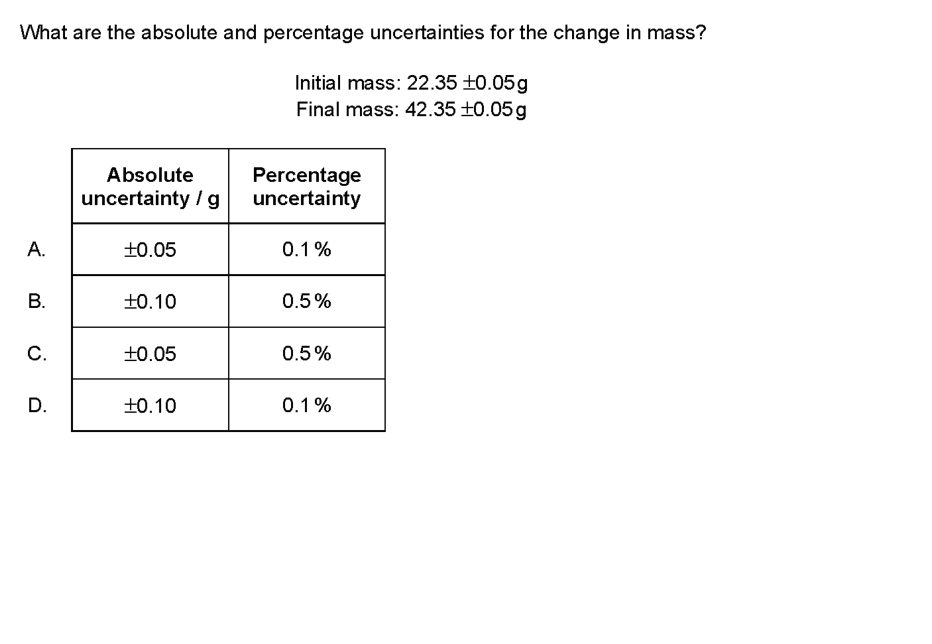 What are the absolute and percentage uncertainties for the change in mass?
Initial mass: 22.35 ±0.05g
Final mass: 42.35 ±0.05g
Absolute uncertainty / g Percentage uncertainty
A. ±0.05 0.1%
B. ±0.10 0.5%
C. ±0.05 0.5%
D. ±0.10 0.1%